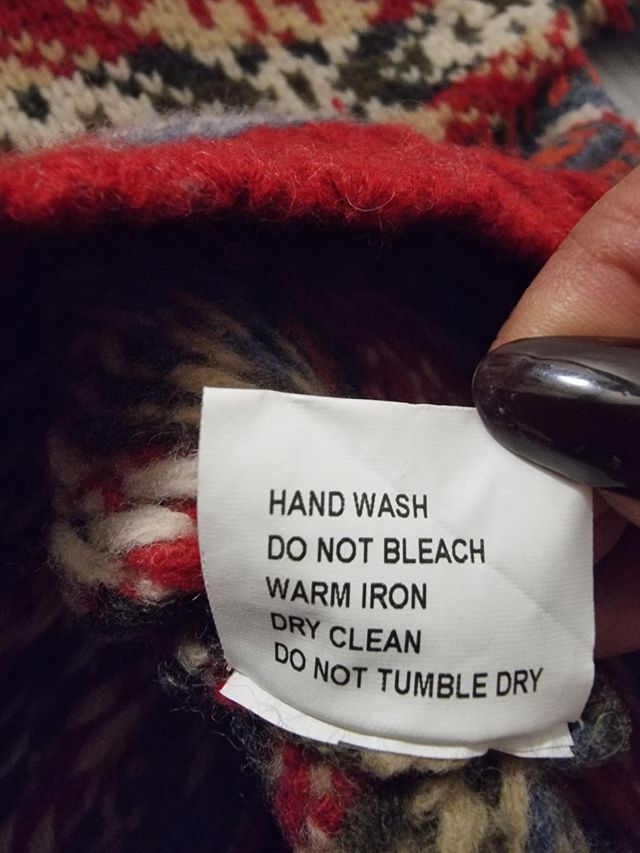 HAND WASH
DO NOT BLEACH
WARM IRON
DRY CLEAN
DO NOT TUMBLE DRY